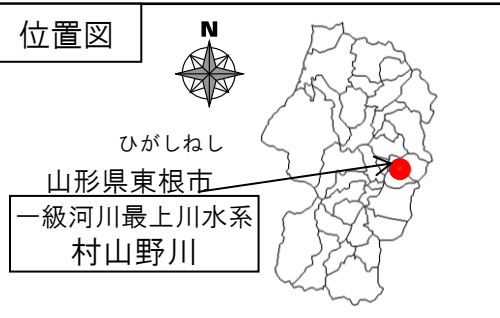 位置図
N
ひがしねし
山形県東根市
一級河川最上川水系
村山野川